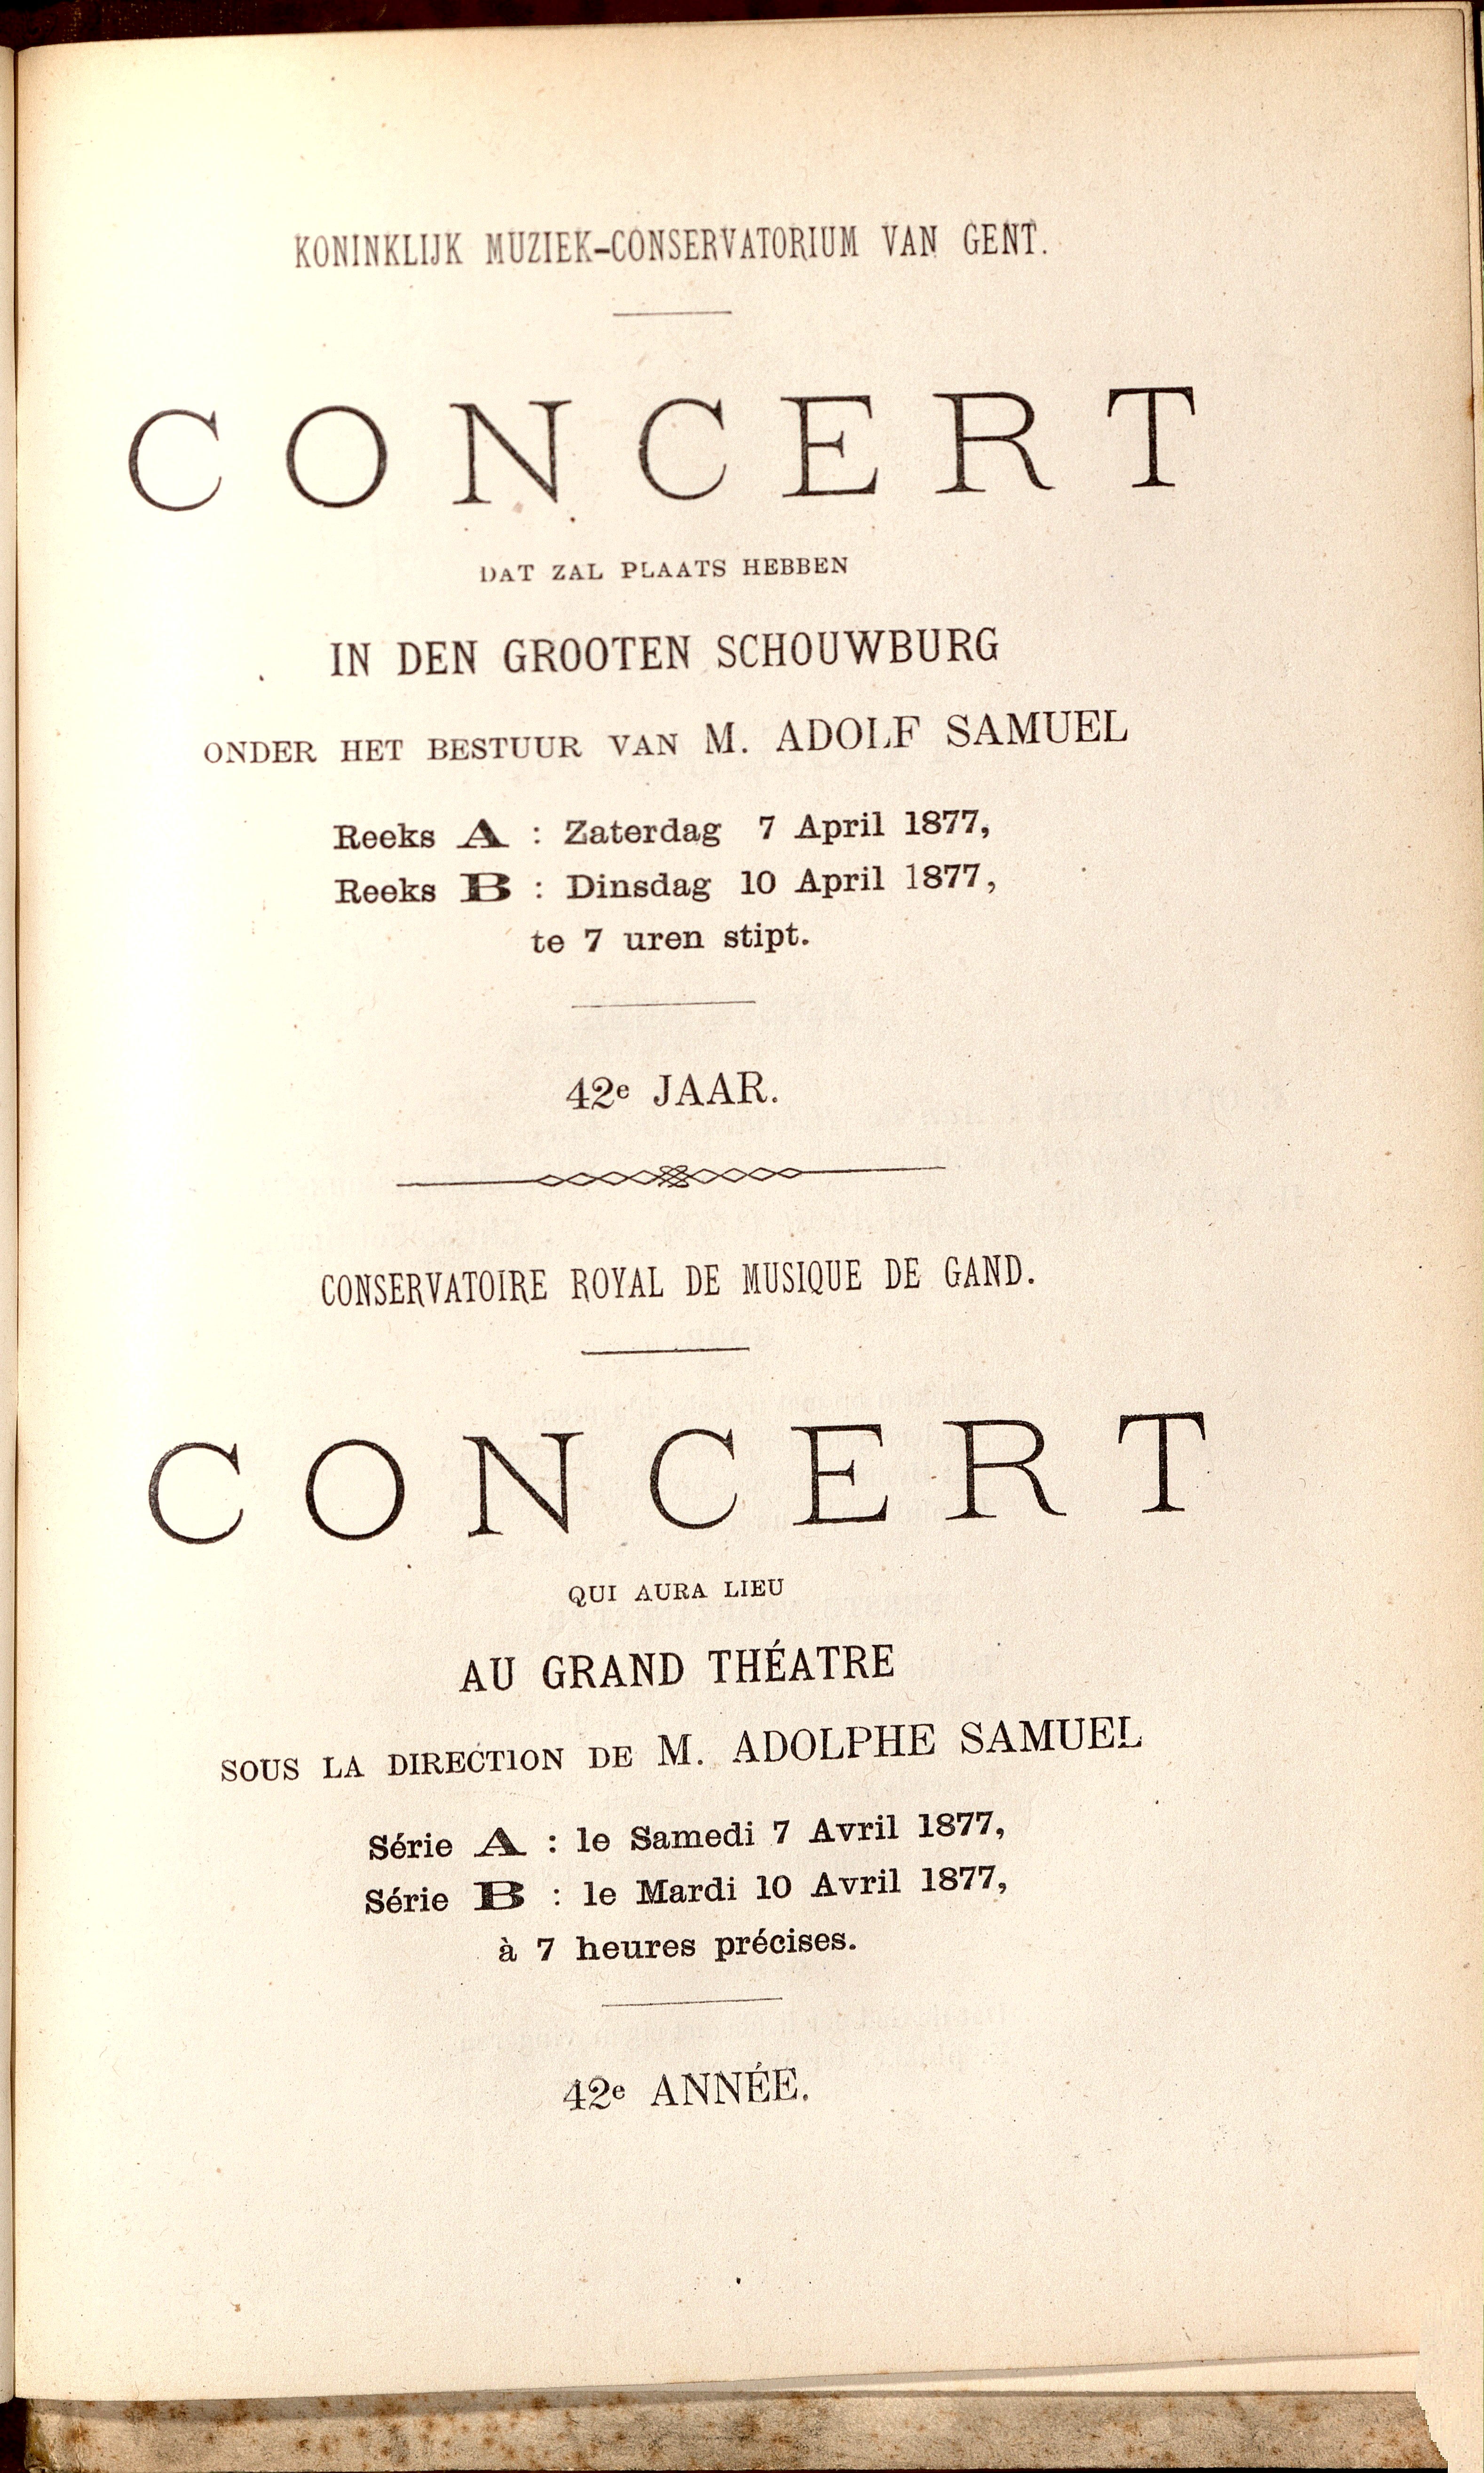 KONINKLIJK MUZIEK-CONSERVATORIUM VAN GENT.
CONCERT
DAT ZAL PLAATS HEBBEN
IN DEN GROOTEN SCHOUWBURG
ONDER HET BESTUUR VAN M. ADOLF SAMUEL
Reeks A : Zaterdag 7 April 1877,
Reeks B : Dinsdag 10 April 1877,
te 7 uren stipt.
42e JAAR.
CONSERVATOIRE ROYAL DE MUSIQUE DE GAND.
CONCERT
QUI AURA LIEU
AU GRAND THÉATRE
SOUS LA DIRECTION DE M. ADOLPHE SAMUEL
Série A : le Samedi 7 Avril 1877,
Série B : le Mardi 10 Avril 1877,
à 7 heures précises.
42e ANNÉE.